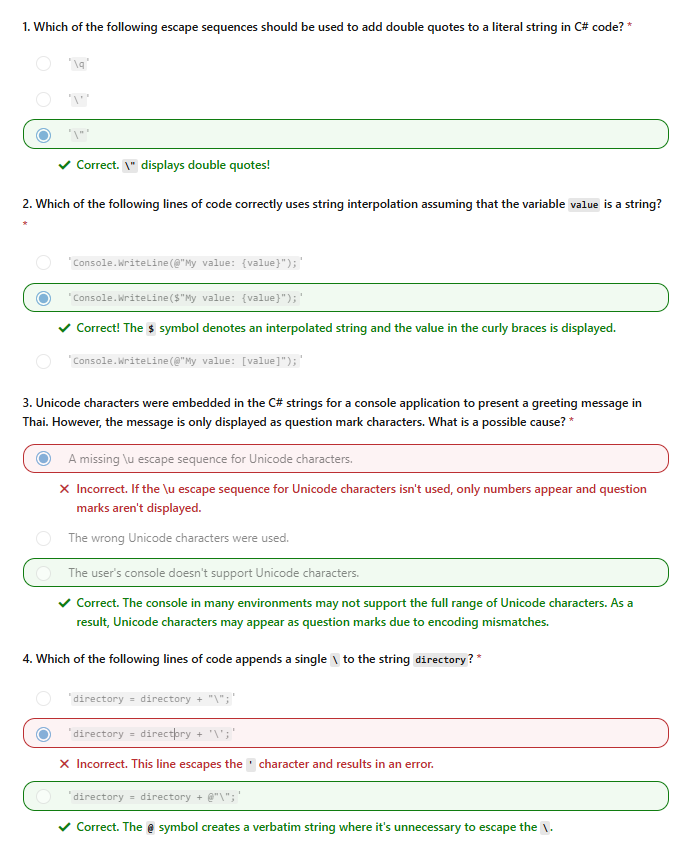 1. Which of the following escape sequences should be used to add double quotes to a literal string in C# code? *
'\q'
'\''
'\"'
Correct. \" displays double quotes!
2. Which of the following lines of code correctly uses string interpolation assuming that the variable value is a string?
*
'Console.WriteLine(@"My value: {value}");'
'Console.WriteLine($"My value: {value}");'
Correct! The $ symbol denotes an interpolated string and the value in the curly braces is displayed.
'Console.WriteLine(@"My value: [value]");'
3. Unicode characters were embedded in the C# strings for a console application to present a greeting message in
Thai. However, the message is only displayed as question mark characters. What is a possible cause? *
A missing \u escape sequence for Unicode characters.
Incorrect. If the \u escape sequence for Unicode characters isn't used, only numbers appear and question
marks aren't displayed.
The wrong Unicode characters were used.
The user's console doesn't support Unicode characters.
Correct. The console in many environments may not support the full range of Unicode characters. As a
result, Unicode characters may appear as question marks due to encoding mismatches.
4. Which of the following lines of code appends a single \ to the string directory? *
'directory = directory + "\";'
'directory = directory + '\';'
Incorrect. This line escapes the ' character and results in an error.
'directory = directory + @"\";'
Correct. The @ symbol creates a verbatim string where it's unnecessary to escape the \.